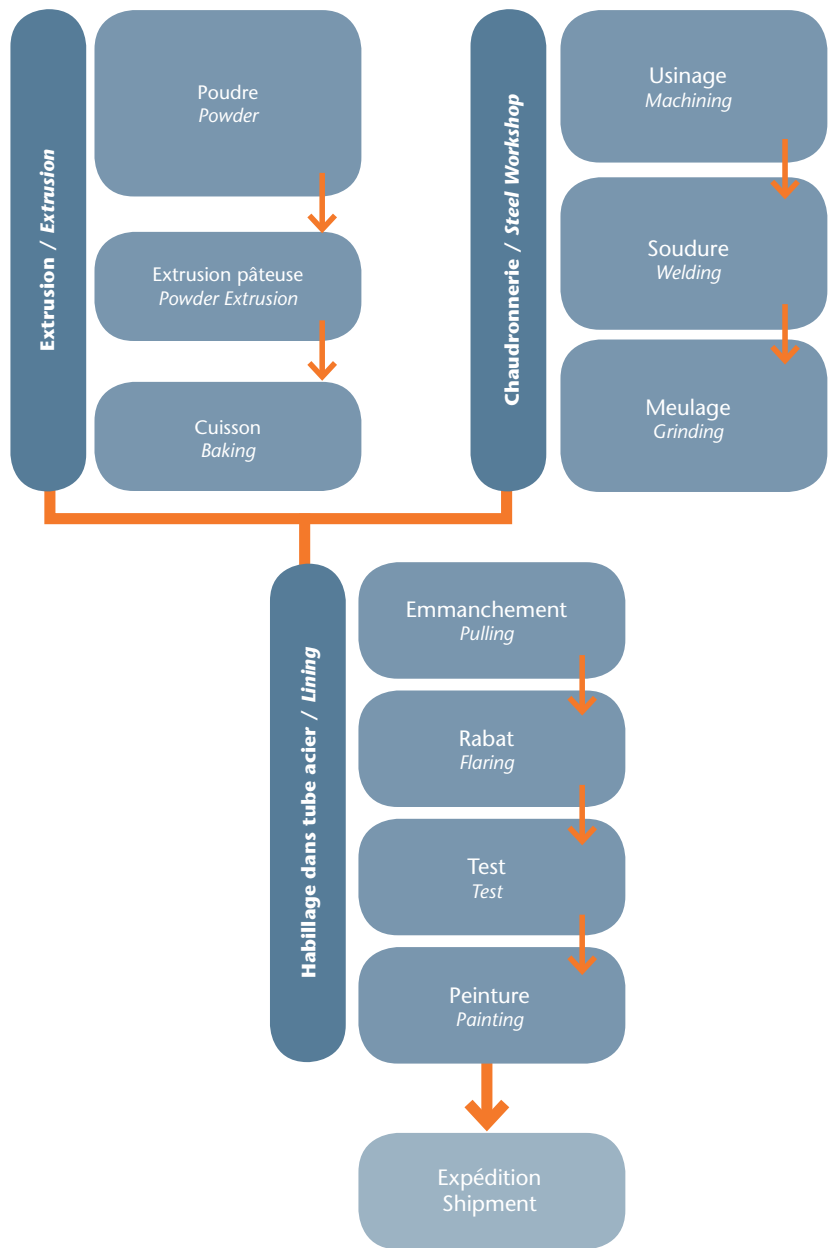 Extrusion / Extrusion
Poudre
Powder
Extrusion pâteuse
Powder Extrusion
Cuisson
Baking
Chaudronnerie / Steel Workshop
Usinage
Machining
Soudure
Welding
Meulage
Grinding
Habillage dans tube acier / Lining
Emmanchement
Pulling
Rabat
Flaring
Test
Test
Peinture
Painting
Expédition
Shipment